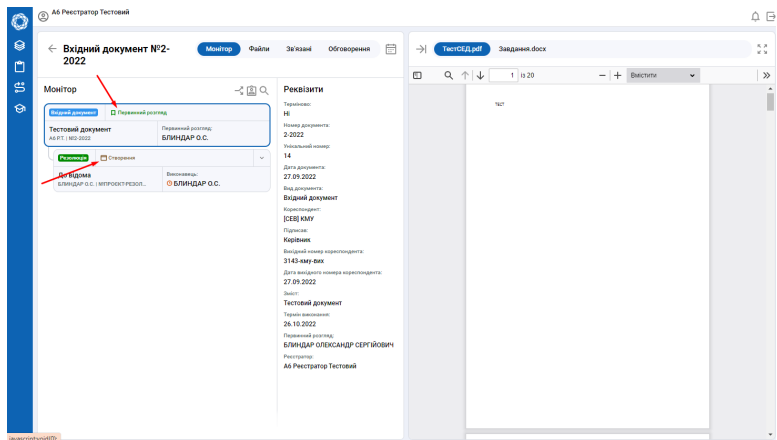 А6 Реєстратор Тестовий
Вхідний документ №2-
2022
Монітор
Файли
Зв'язані
Обговорення
ТестСЕД.pdf
Завдання.docx
1 із 20
Вмістити
Монітор
Вхідний документ
Первинний розгляд
Тестовий документ
А6 Р.Т. | №2-2022
Первинний розгляд:
БЛИНДАР О.С.
Резолюція
Створення
До відома
БЛИНДАР О.С. | №ПРОЄКТ-РЕЗОЛ..
Виконавець:
БЛИНДАР О.С.
Реквізити
Терміново:
Ні
Номер документа:
2-2022
Унікальний номер:
14
Дата документа:
27.09.2022
Вид документа:
Вхідний документ
Кореспондент:
[СЕВ] КМУ
Підписав:
Керівник
Вихідний номер кореспондента:
3143-кму-вих
Дата вихідного номера кореспондента:
27.09.2022
Зміст:
Тестовий документ
Термін виконання:
26.10.2022
Первинний розгляд:
БЛИНДАР ОЛЕКСАНДР СЕРГІЙОВИЧ
Реєстратор:
А6 Реєстратор Тестовий
ТЕСТ